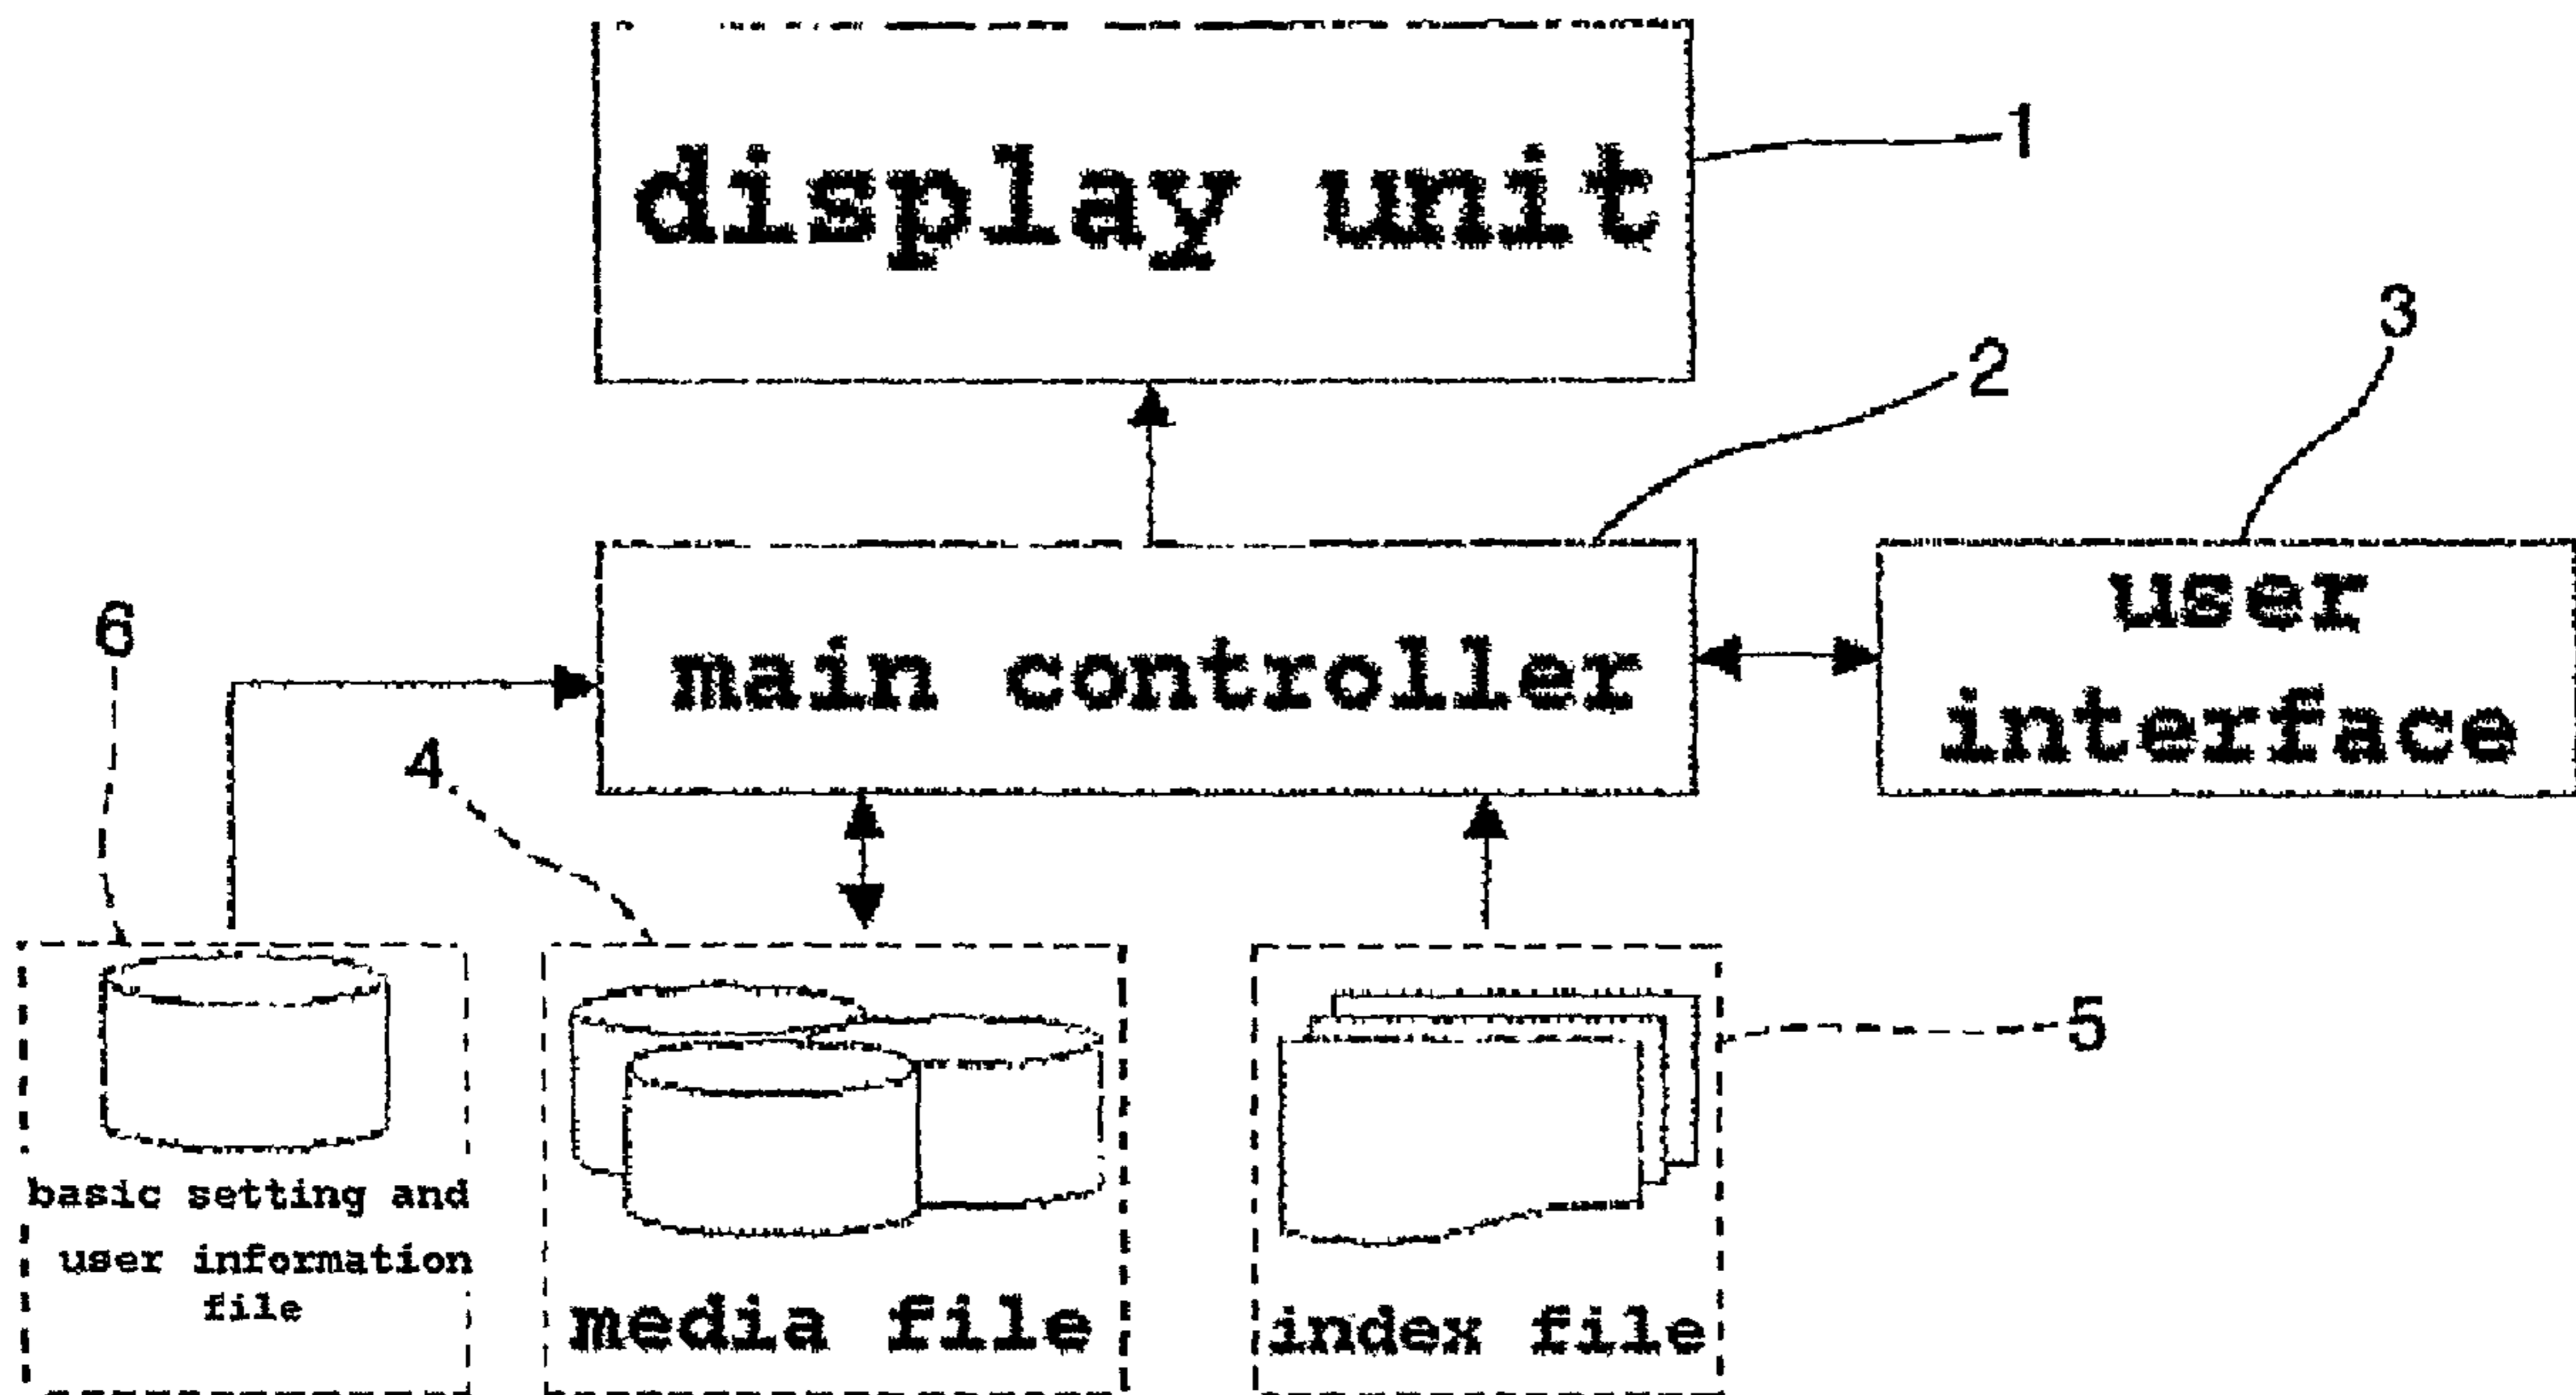 display unit
1
2
3
main controller
user
interface
6
4
5
basic setting and
user information
file
media file
index file